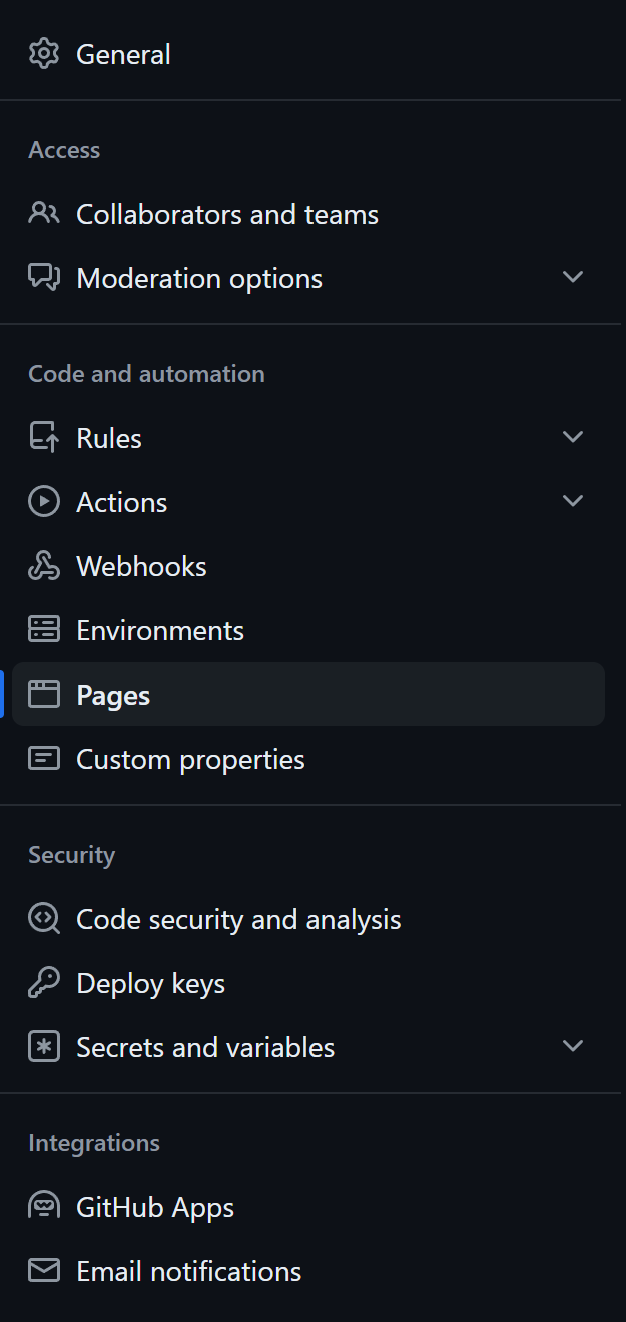 General
Access
Collaborators and teams
Moderation options
Code and automation
Rules
Actions
Webhooks
Environments
Pages
Custom properties
Security
Code security and analysis
Deploy keys
Secrets and variables
Integrations
GitHub Apps
Email notifications